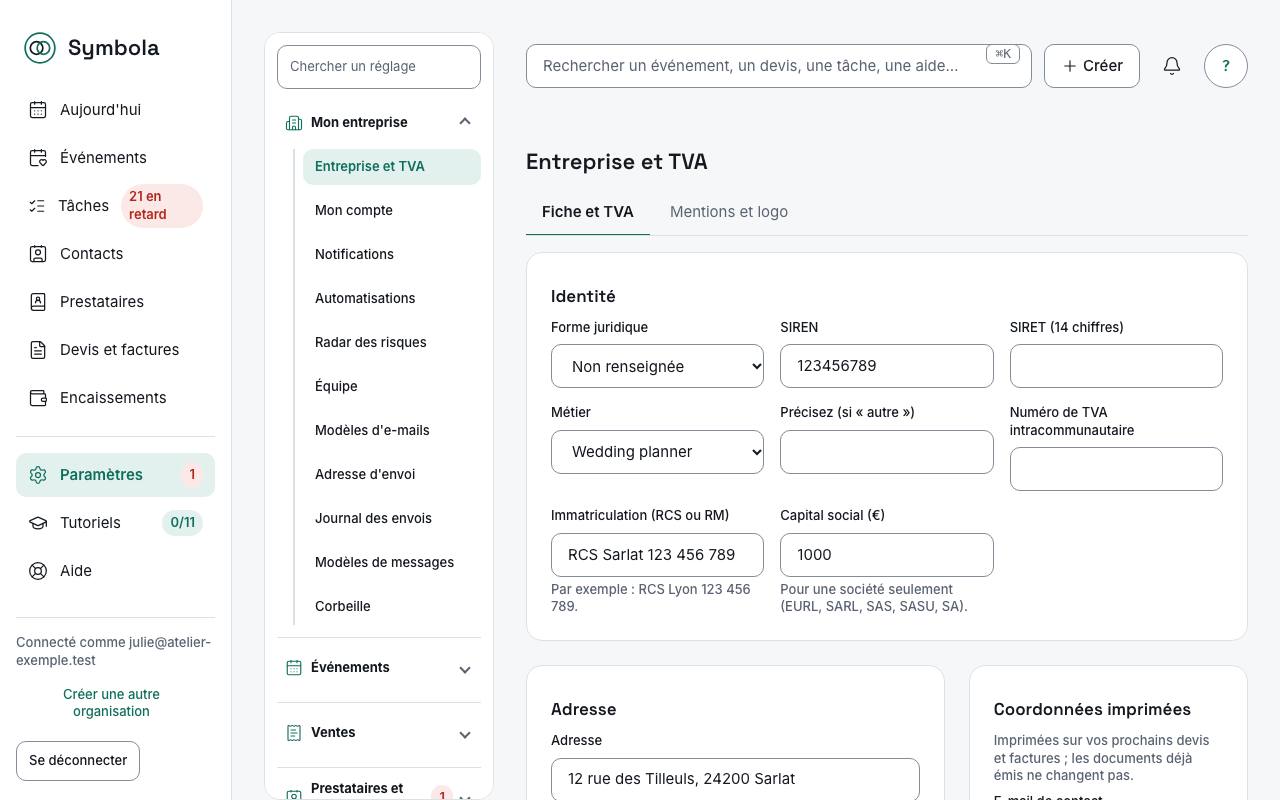 Symbola
Aujourd'hui
Événements
Tâches
21 en
retard
Contacts
Prestataires
Devis et factures
Encaissements
Paramètres
1
Tutoriels
0/11
Aide
Connecté comme julie@atelier-
exemple.test
Créer une autre
organisation
Se déconnecter
Chercher un réglage
Mon entreprise
Entreprise et TVA
Mon compte
Notifications
Automatisations
Radar des risques
Équipe
Modèles d'e-mails
Adresse d'envoi
Journal des envois
Modèles de messages
Corbeille
Événements
Ventes
Prestataires et
1
Rechercher un événement, un devis, une tâche, une aide...
⌘K
Créer
?
Entreprise et TVA
Fiche et TVA
Mentions et logo
Identité
Forme juridique
SIREN
SIRET (14 chiffres)
Non renseignée
123456789
Métier
Précisez (si « autre »)
Numéro de TVA
intracommunautaire
Wedding planner
Immatriculation (RCS ou RM)
Capital social (€)
RCS Sarlat 123 456 789
1000
Par exemple : RCS Lyon 123 456
789.
Pour une société seulement
(EURL, SARL, SAS, SASU, SA).
Adresse
Adresse
12 rue des Tilleuls, 24200 Sarlat
Coordonnées imprimées
Imprimées sur vos prochains devis
et factures ; les documents déjà
émis ne changent pas.
E-mail de contact